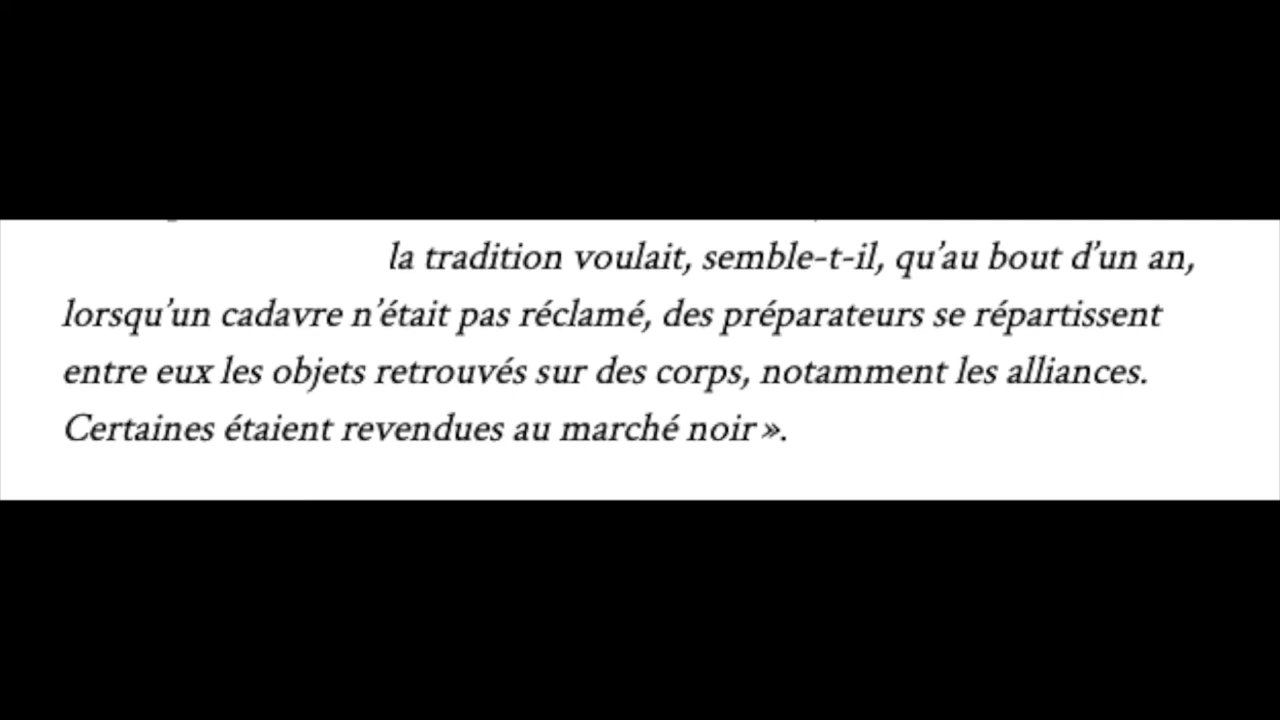 la tradition voulait, semble-t-il, qu’au bout d’un an,
lorsqu’un cadavre n’était pas réclamé, des préparateurs se répartissent
entre eux les objets retrouvés sur des corps, notamment les alliances.
Certaines étaient revendues au marché noir ».